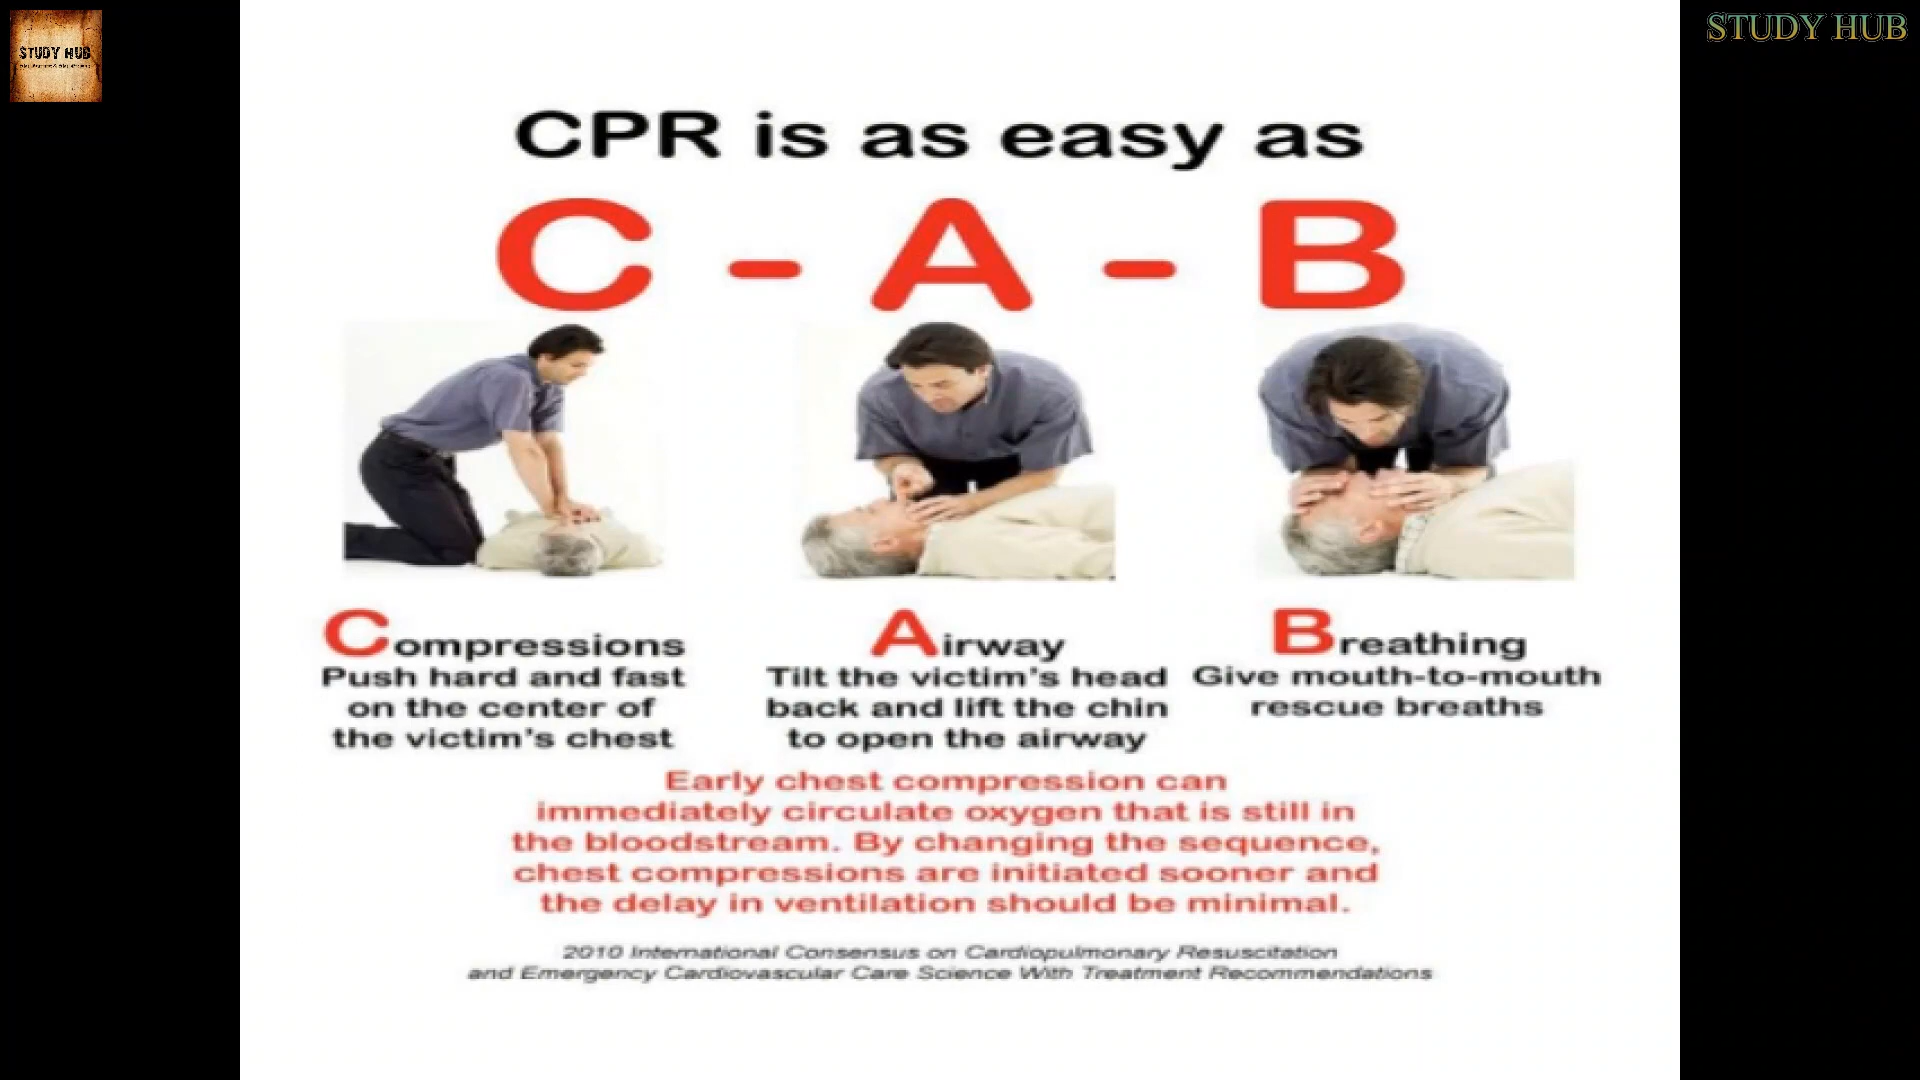 STUDY HUB
STUDY HUB
CPR is as easy as
C - A - B
Compressions
Push hard and fast
on the center of
the victim's chest
Airway
Tilt the victim's head
back and lift the chin
to open the airway
Breathing
Give mouth-to-mouth
rescue breaths
Early chest compression can
immediately circulate oxygen that is still in
the bloodstream. By changing the sequence,
chest compressions are initiated sooner and
the delay in ventilation should be minimal.
2010 International Consensus on Cardiopulmonary Resuscitation
and Emergency Cardiovascular Care Science With Treatment Recommendations